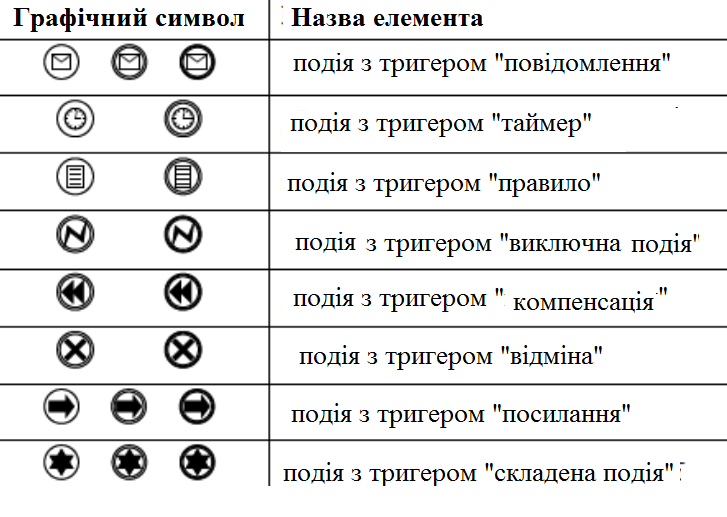 Графічний символ Назва елемента
подія з тригером "повідомлення"
подія з тригером "таймер"
подія з тригером "правило"
подія з тригером "виключна подія"
подія з тригером " компенсація"
подія з тригером "відміна"
подія з тригером "посилання"
подія з тригером "складена подія"